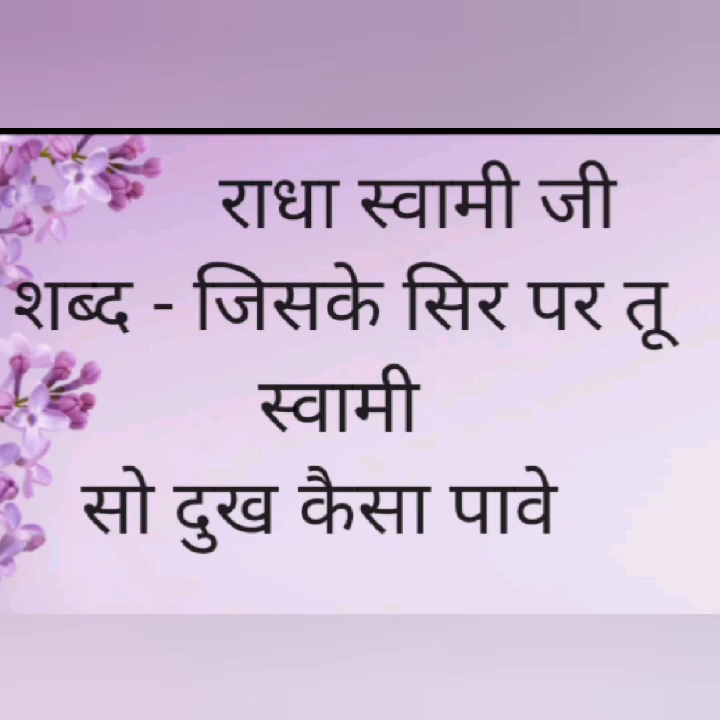 राधा स्वामी जी
शब्द - जिसके सिर पर तू
स्वामी
सो दुख कैसा पावे